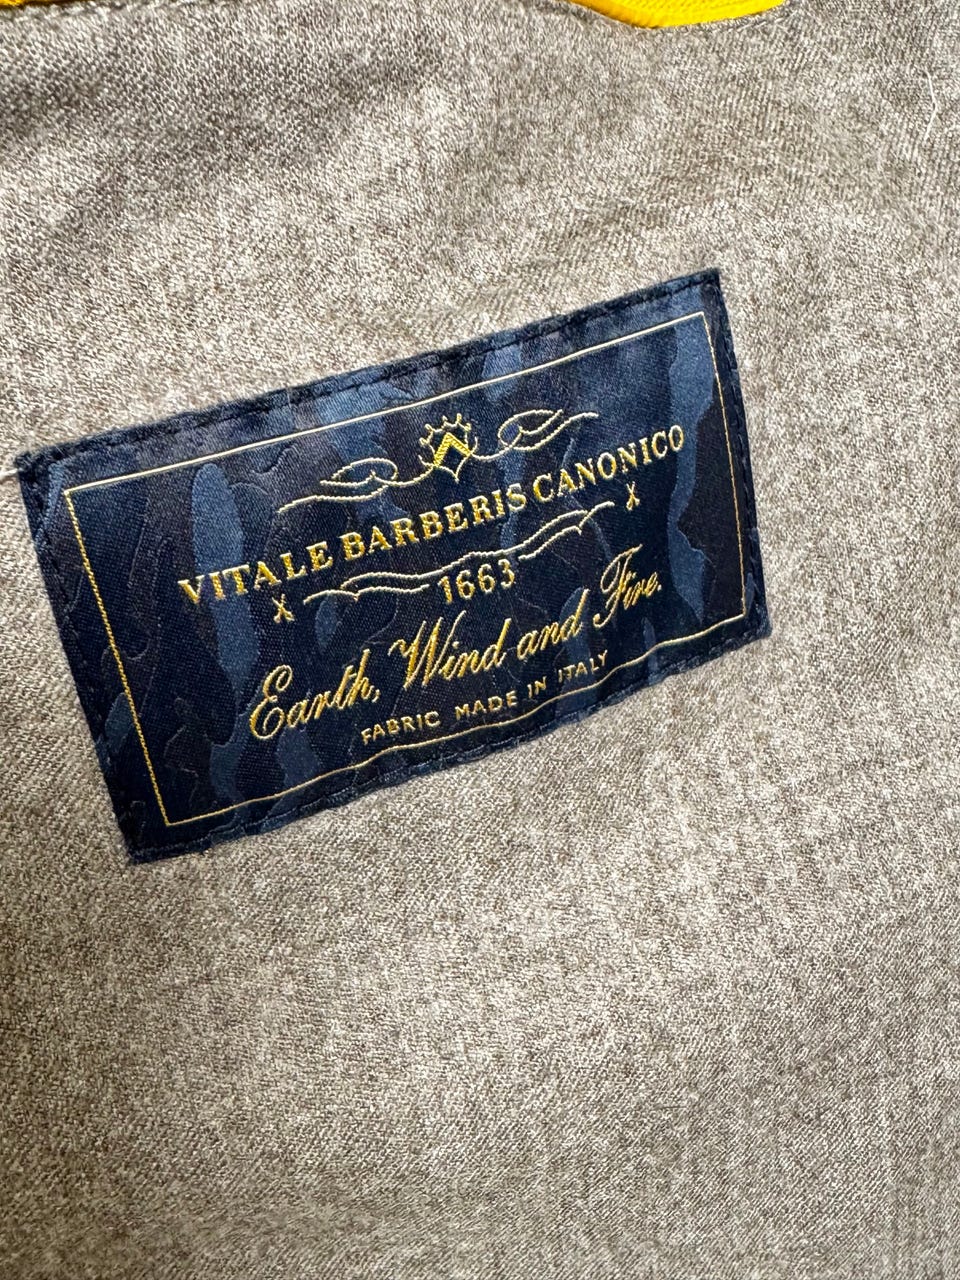 VITALE BARBERIS CANONICO
1663
Earth, Wind and Fire.
FABRIC MADE IN ITALY